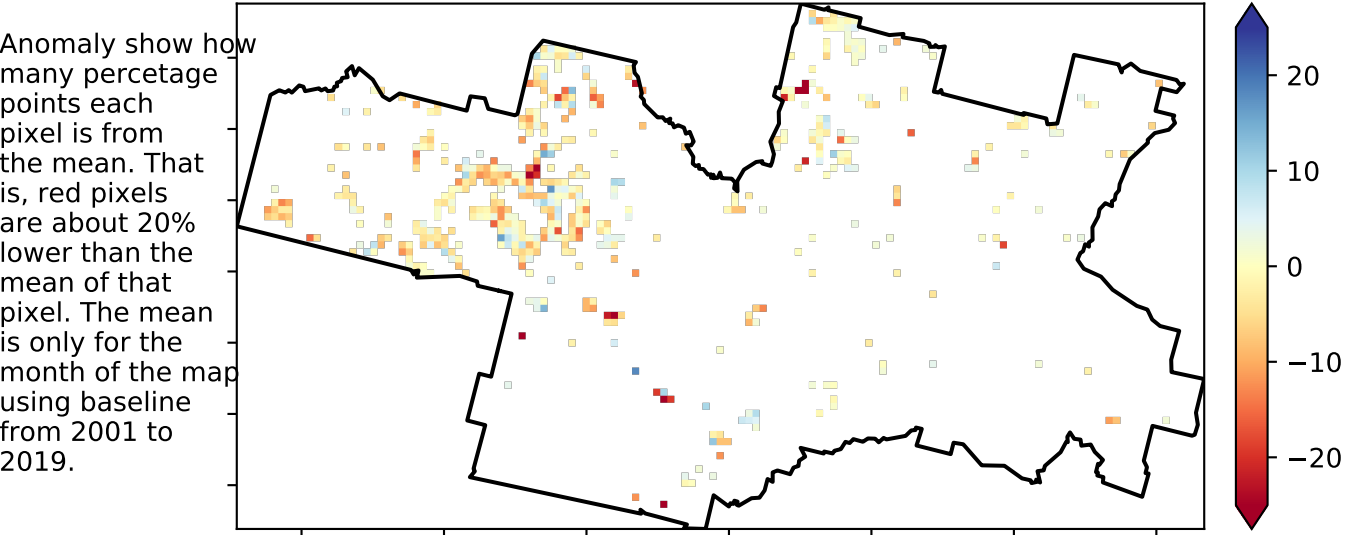 Anomaly show how
many percetage
points each
pixel is from
the mean. That
is, red pixels
are about 20%
lower than the
mean of that
pixel. The mean
is only for the
month of the map
using baseline
from 2001 to
2019.
20
10
0
−10
−20